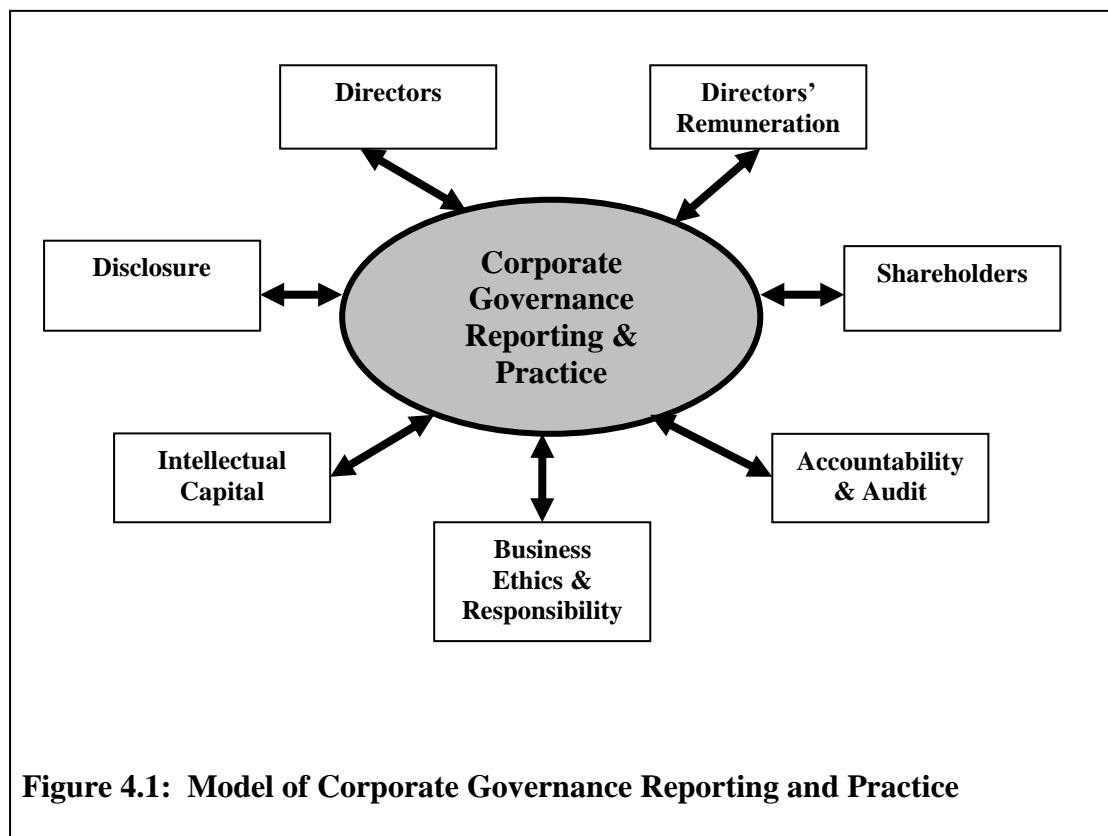 Directors
Directors’
Remuneration
Disclosure
Corporate
Governance
Reporting &
Practice
Shareholders
Intellectual
Capital
Accountability
& Audit
Business
Ethics &
Responsibility
Figure 4.1:  Model of Corporate Governance Reporting and Practice